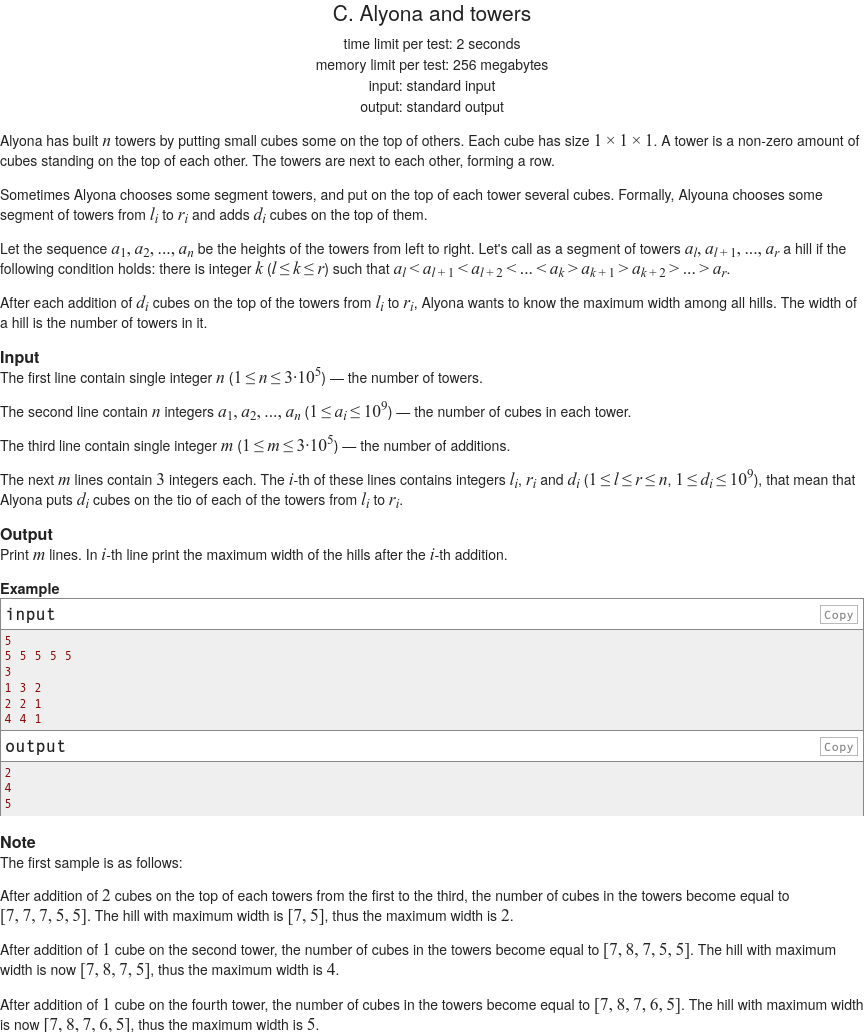 C. Alyona and towers
time limit per test: 2 seconds
memory limit per test: 256 megabytes
input: standard input
output: standard output
Alyona has built n towers by putting small cubes some on the top of others. Each cube has size 1 × 1 × 1. A tower is a non-zero amount of
cubes standing on the top of each other. The towers are next to each other, forming a row.
Sometimes Alyona chooses some segment towers, and put on the top of each tower several cubes. Formally, Alyouna chooses some
segment of towers from l_i to r_i and adds d_i cubes on the top of them.
Let the sequence a_1, a_2, ..., a_n be the heights of the towers from left to right. Let's call as a segment of towers a_l, a_{l+1}, ..., a_r a hill if the
following condition holds: there is integer k (l ≤ k ≤ r) such that a_l < a_{l+1} < a_{l+2} < ... < a_k > a_{k+1} > a_{k+2} > ... > a_r.
After each addition of d_i cubes on the top of the towers from l_i to r_i, Alyona wants to know the maximum width among all hills. The width of
a hill is the number of towers in it.
Input
The first line contain single integer n (1 ≤ n ≤ 3·10^5) — the number of towers.
The second line contain n integers a_1, a_2, ..., a_n (1 ≤ a_i ≤ 10^9) — the number of cubes in each tower.
The third line contain single integer m (1 ≤ m ≤ 3·10^5) — the number of additions.
The next m lines contain 3 integers each. The i-th of these lines contains integers l_i, r_i and d_i (1 ≤ l ≤ r ≤ n, 1 ≤ d_i ≤ 10^9), that mean that
Alyona puts d_i cubes on the tio of each of the towers from l_i to r_i.
Output
Print m lines. In i-th line print the maximum width of the hills after the i-th addition.
Example
input
Copy
5
5 5 5 5 5
3
1 3 2
2 2 1
4 4 1
output
Copy
2
4
5
Note
The first sample is as follows:
After addition of 2 cubes on the top of each towers from the first to the third, the number of cubes in the towers become equal to
[7, 7, 7, 5, 5]. The hill with maximum width is [7, 5], thus the maximum width is 2.
After addition of 1 cube on the second tower, the number of cubes in the towers become equal to [7, 8, 7, 5, 5]. The hill with maximum
width is now [7, 8, 7, 5], thus the maximum width is 4.
After addition of 1 cube on the fourth tower, the number of cubes in the towers become equal to [7, 8, 7, 6, 5]. The hill with maximum width
is now [7, 8, 7, 6, 5], thus the maximum width is 5.